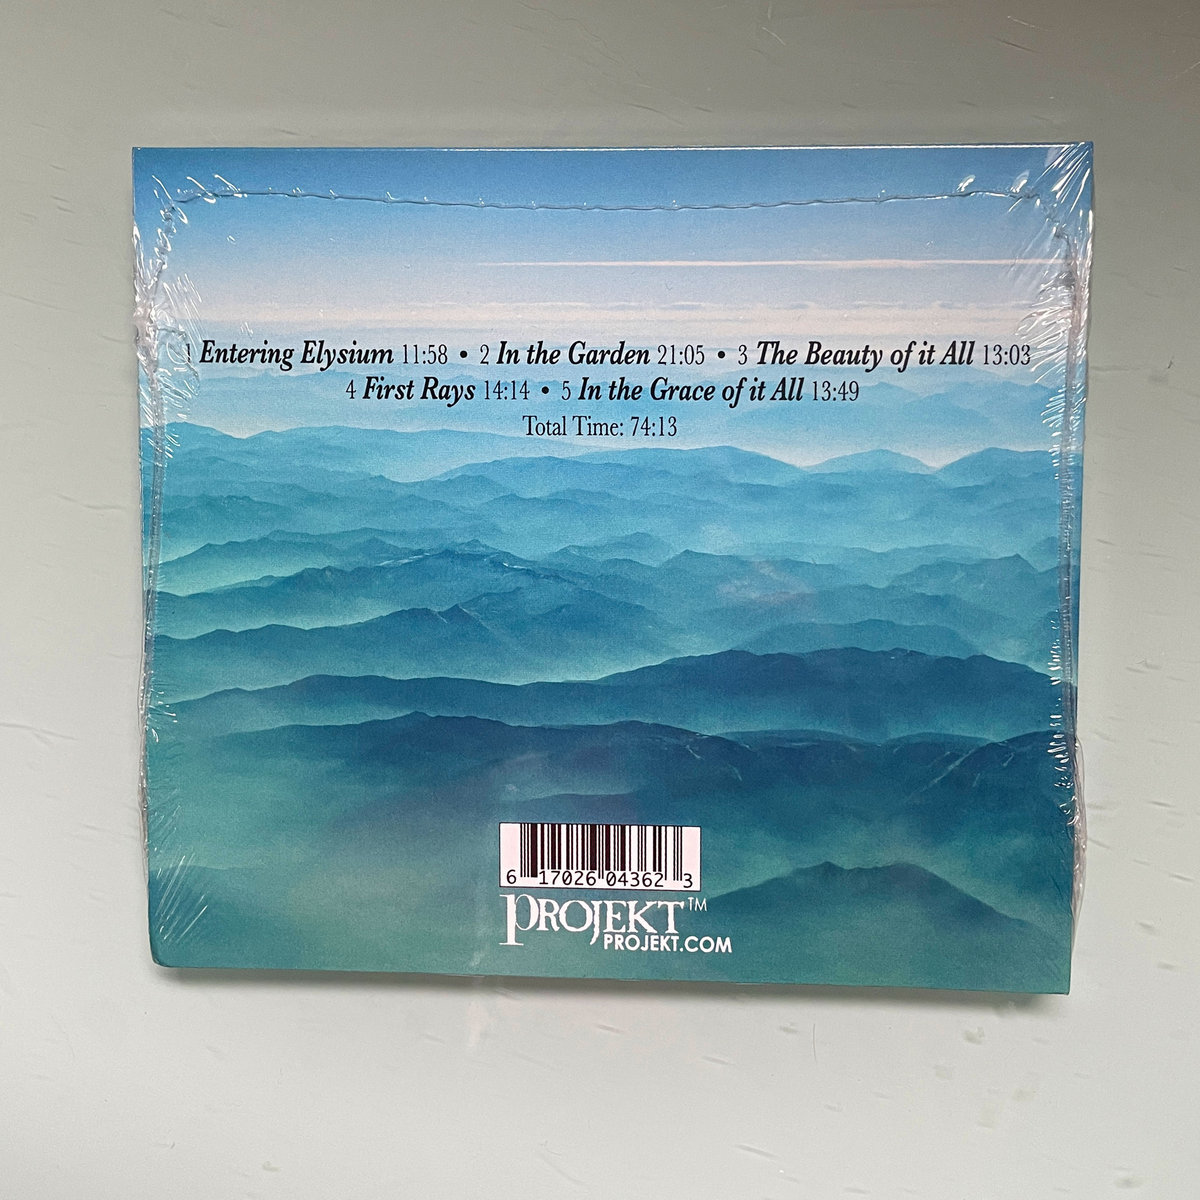 1 Entering Elysium 11:58 • 2 In the Garden 21:05 • 3 The Beauty of it All 13:03
4 First Rays 14:14 • 5 In the Grace of it All 13:49
Total Time: 74:13
6 17026 04362 3
PROJEKT™
PROJEKT.COM